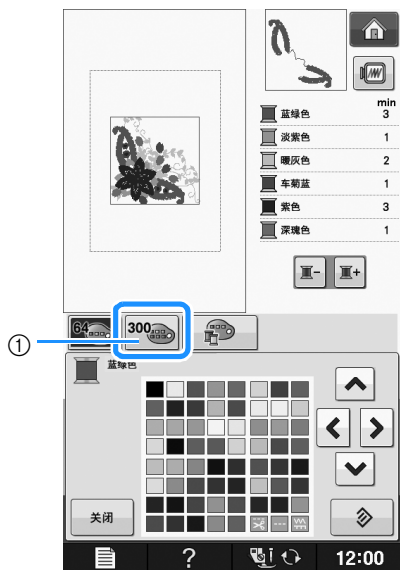 min
蓝绿色 3
淡紫色 1
暖灰色 2
车菊蓝 1
紫色 3
深瑰色 1
64
300
①
蓝绿色
关闭
?
12:00